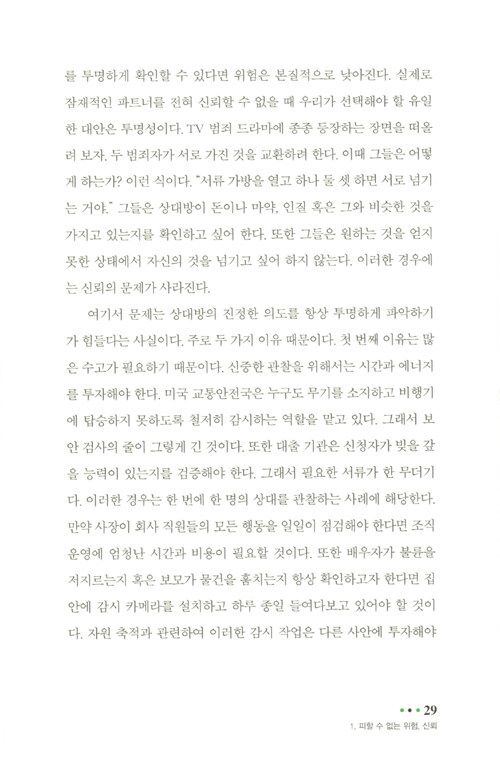 를 투명하게 확인할 수 있다면 위험은 본질적으로 낮아진다. 실제로
잠재적인 파트너를 전혀 신뢰할 수 없을 때 우리가 선택해야 할 유일
한 대안은 투명성이다. TV 범죄 드라마에 종종 등장하는 장면을 떠올
려 보자. 두 범죄자가 서로 가진 것을 교환하려 한다. 이때 그들은 어떻
게 하는가? 이런 식이다. “서류 가방을 열고 하나 둘 셋 하면 서로 넘기
는 거야.” 그들은 상대방이 돈이나 마약, 인질 혹은 그와 비슷한 것을
가지고 있는지를 확인하고 싶어 한다. 또한 그들은 원하는 것을 얻지
못한 상태에서 자신의 것을 넘기고 싶어 하지 않는다. 이러한 경우에
는 신뢰의 문제가 사라진다.
여기서 문제는 상대방의 진정한 의도를 항상 투명하게 파악하기
가 힘들다는 사실이다. 주로 두 가지 이유 때문이다. 첫 번째 이유는 많
은 수고가 필요하기 때문이다. 신중한 관찰을 위해서는 시간과 에너지
를 투자해야 한다. 미국 교통안전국은 누구도 무기를 소지하고 비행기
에 탑승하지 못하도록 철저히 감시하는 역할을 맡고 있다. 그래서 보
안 검사의 줄이 그렇게 긴 것이다. 또한 대출 기관은 신청자가 빚을 갚
을 능력이 있는지를 검증해야 한다. 그래서 필요한 서류가 한 무더기
다. 이러한 경우는 한 번에 한 명의 상대를 관찰하는 사례에 해당한다.
만약 사장이 회사 직원들의 모든 행동을 일일이 점검해야 한다면 조직
운영에 엄청난 시간과 비용이 필요할 것이다. 또한 배우자가 불륜을
저지르는지 혹은 보모가 물건을 훔치는지 항상 확인하고자 한다면 집
안에 감시 카메라를 설치하고 하루 종일 들여다보고 있어야 할 것이
다. 자원 축적과 관련하여 이러한 감시 작업은 다른 사안에 투자해야
29
1. 피할 수 없는 위험, 신뢰